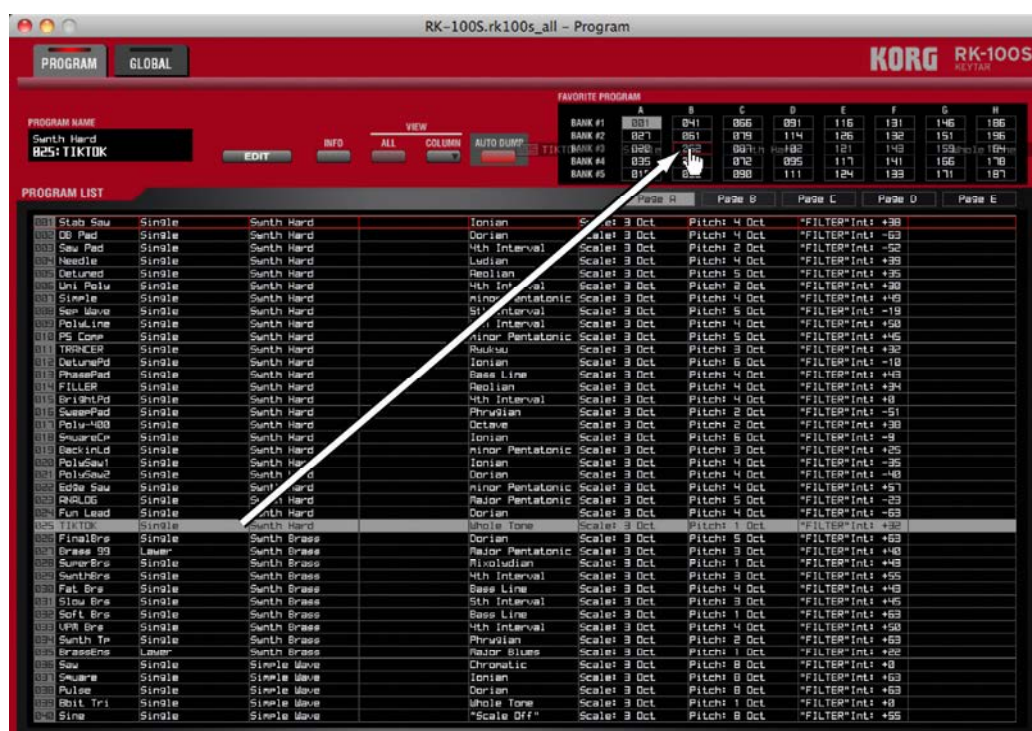 RK-100S.rk100s_all – Program
PROGRAM GLOBAL KORG RK-100S
KEYTAR
FAVORITE PROGRAM
A B C D E F G H
PROGRAM NAME
Synth Hard
025:TIKTOK
EDIT INFO
VIEW
ALL COLUMN AUTO DUMP
BANK #1 001 041 066 091 116 131 146 186
BANK #2 027 061 079 114 126 132 151 196
BANK #3 121 143
BANK #4 035 072 095 117 141 166 178
BANK #5 090 111 124 133 171 187
PROGRAM LIST
Page A Page B Page C Page D Page E
001 Stab Saw Single Synth Hard Ionian Scale: 3 Oct Pitch: 4 Oct "FILTER"Int: +38
002 OB Pad Single Synth Hard Dorian Scale: 3 Oct Pitch: 4 Oct "FILTER"Int: -63
003 Saw Pad Single Synth Hard 4th Interval Scale: 3 Oct Pitch: 2 Oct "FILTER"Int: -52
004 Needle Single Synth Hard Lydian Scale: 3 Oct Pitch: 4 Oct "FILTER"Int: +39
005 Detuned Single Synth Hard Aeolian Scale: 3 Oct Pitch: 5 Oct "FILTER"Int: +35
006 Uni Poly Single Synth Hard 4th Interval Scale: 3 Oct Pitch: 2 Oct "FILTER"Int: +30
007 Simple Single Synth Hard minor Pentatonic Scale: 3 Oct Pitch: 4 Oct "FILTER"Int: +49
008 Sep Wave Single Synth Hard 5th Interval Scale: 3 Oct Pitch: 5 Oct "FILTER"Int: -19
009 PolyLine Single Synth Hard Interval Scale: 3 Oct Pitch: 4 Oct "FILTER"Int: +50
010 PS Comp Single Synth Hard minor Pentatonic Scale: 3 Oct Pitch: 5 Oct "FILTER"Int: +45
011 TRANCER Single Synth Hard Ryukyu Scale: 3 Oct Pitch: 3 Oct "FILTER"Int: +32
012 DetunePd Single Synth Hard Ionian Scale: 3 Oct Pitch: 6 Oct "FILTER"Int: -10
013 PhasePad Single Synth Hard Bass Line Scale: 3 Oct Pitch: 4 Oct "FILTER"Int: +43
014 FILLER Single Synth Hard Aeolian Scale: 3 Oct Pitch: 4 Oct "FILTER"Int: +34
015 BrightPd Single Synth Hard 4th Interval Scale: 3 Oct Pitch: 4 Oct "FILTER"Int: +0
016 SweepPad Single Synth Hard Phrygian Scale: 3 Oct Pitch: 2 Oct "FILTER"Int: -51
017 Poly-400 Single Synth Hard Octave Scale: 3 Oct Pitch: 2 Oct "FILTER"Int: +38
018 SquareCp Single Synth Hard Ionian Scale: 3 Oct Pitch: 6 Oct "FILTER"Int: -9
019 BackinLd Single Synth Hard minor Pentatonic Scale: 3 Oct Pitch: 3 Oct "FILTER"Int: +25
020 PolySaw1 Single Synth Hard Ionian Scale: 3 Oct Pitch: 4 Oct "FILTER"Int: -35
021 PolySaw2 Single Synth Hard Dorian Scale: 3 Oct Pitch: 4 Oct "FILTER"Int: -40
022 Edge Saw Single Synth Hard minor Pentatonic Scale: 3 Oct Pitch: 4 Oct "FILTER"Int: +57
023 ANALOG Single Synth Hard Major Pentatonic Scale: 3 Oct Pitch: 5 Oct "FILTER"Int: -23
024 Fun Lead Single Synth Hard Dorian Scale: 3 Oct Pitch: 4 Oct "FILTER"Int: -63
025 TIKTOK Single Synth Hard Whole Tone Scale: 3 Oct Pitch: 1 Oct "FILTER"Int: +32
026 FinalBrs Single Synth Brass Dorian Scale: 3 Oct Pitch: 5 Oct "FILTER"Int: +63
027 Brass 99 Layer Synth Brass Major Pentatonic Scale: 3 Oct Pitch: 3 Oct "FILTER"Int: +40
028 SuperBrs Single Synth Brass Mixolydian Scale: 3 Oct Pitch: 1 Oct "FILTER"Int: +43
029 SynthBrs Single Synth Brass 4th Interval Scale: 3 Oct Pitch: 3 Oct "FILTER"Int: +55
030 Fat Brs Single Synth Brass Bass Line Scale: 3 Oct Pitch: 4 Oct "FILTER"Int: +43
031 Slow Brs Single Synth Brass 5th Interval Scale: 3 Oct Pitch: 3 Oct "FILTER"Int: +45
032 Soft Brs Single Synth Brass Bass Line Scale: 3 Oct Pitch: 1 Oct "FILTER"Int: +63
033 VPM Brs Single Synth Brass 4th Interval Scale: 3 Oct Pitch: 4 Oct "FILTER"Int: +50
034 Synth Tp Single Synth Brass Phrygian Scale: 3 Oct Pitch: 2 Oct "FILTER"Int: +63
035 BrassEns Layer Synth Brass Major Blues Scale: 3 Oct Pitch: 1 Oct "FILTER"Int: +22
036 Saw Single Simple Wave Chromatic Scale: 3 Oct Pitch: 8 Oct "FILTER"Int: +0
037 Square Single Simple Wave Ionian Scale: 3 Oct Pitch: 8 Oct "FILTER"Int: +63
038 Pulse Single Simple Wave Dorian Scale: 3 Oct Pitch: 8 Oct "FILTER"Int: +63
039 8bit Tri Single Simple Wave Whole Tone Scale: 3 Oct Pitch: 1 Oct "FILTER"Int: +0
040 Sine Single Simple Wave "Scale Off" Scale: 3 Oct Pitch: 8 Oct "FILTER"Int: +55